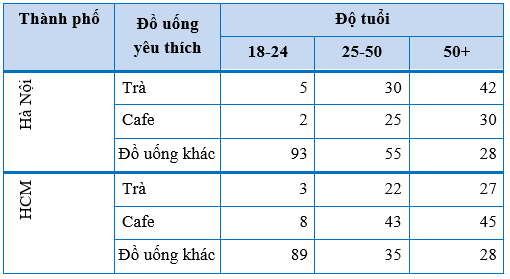 Thành phố Đồ uống yêu thích Độ tuổi
18-24 25-50 50+
Hà Nội Trà 5 30 42
Cafe 2 25 30
Đồ uống khác 93 55 28
HCM Trà 3 22 27
Cafe 8 43 45
Đồ uống khác 89 35 28